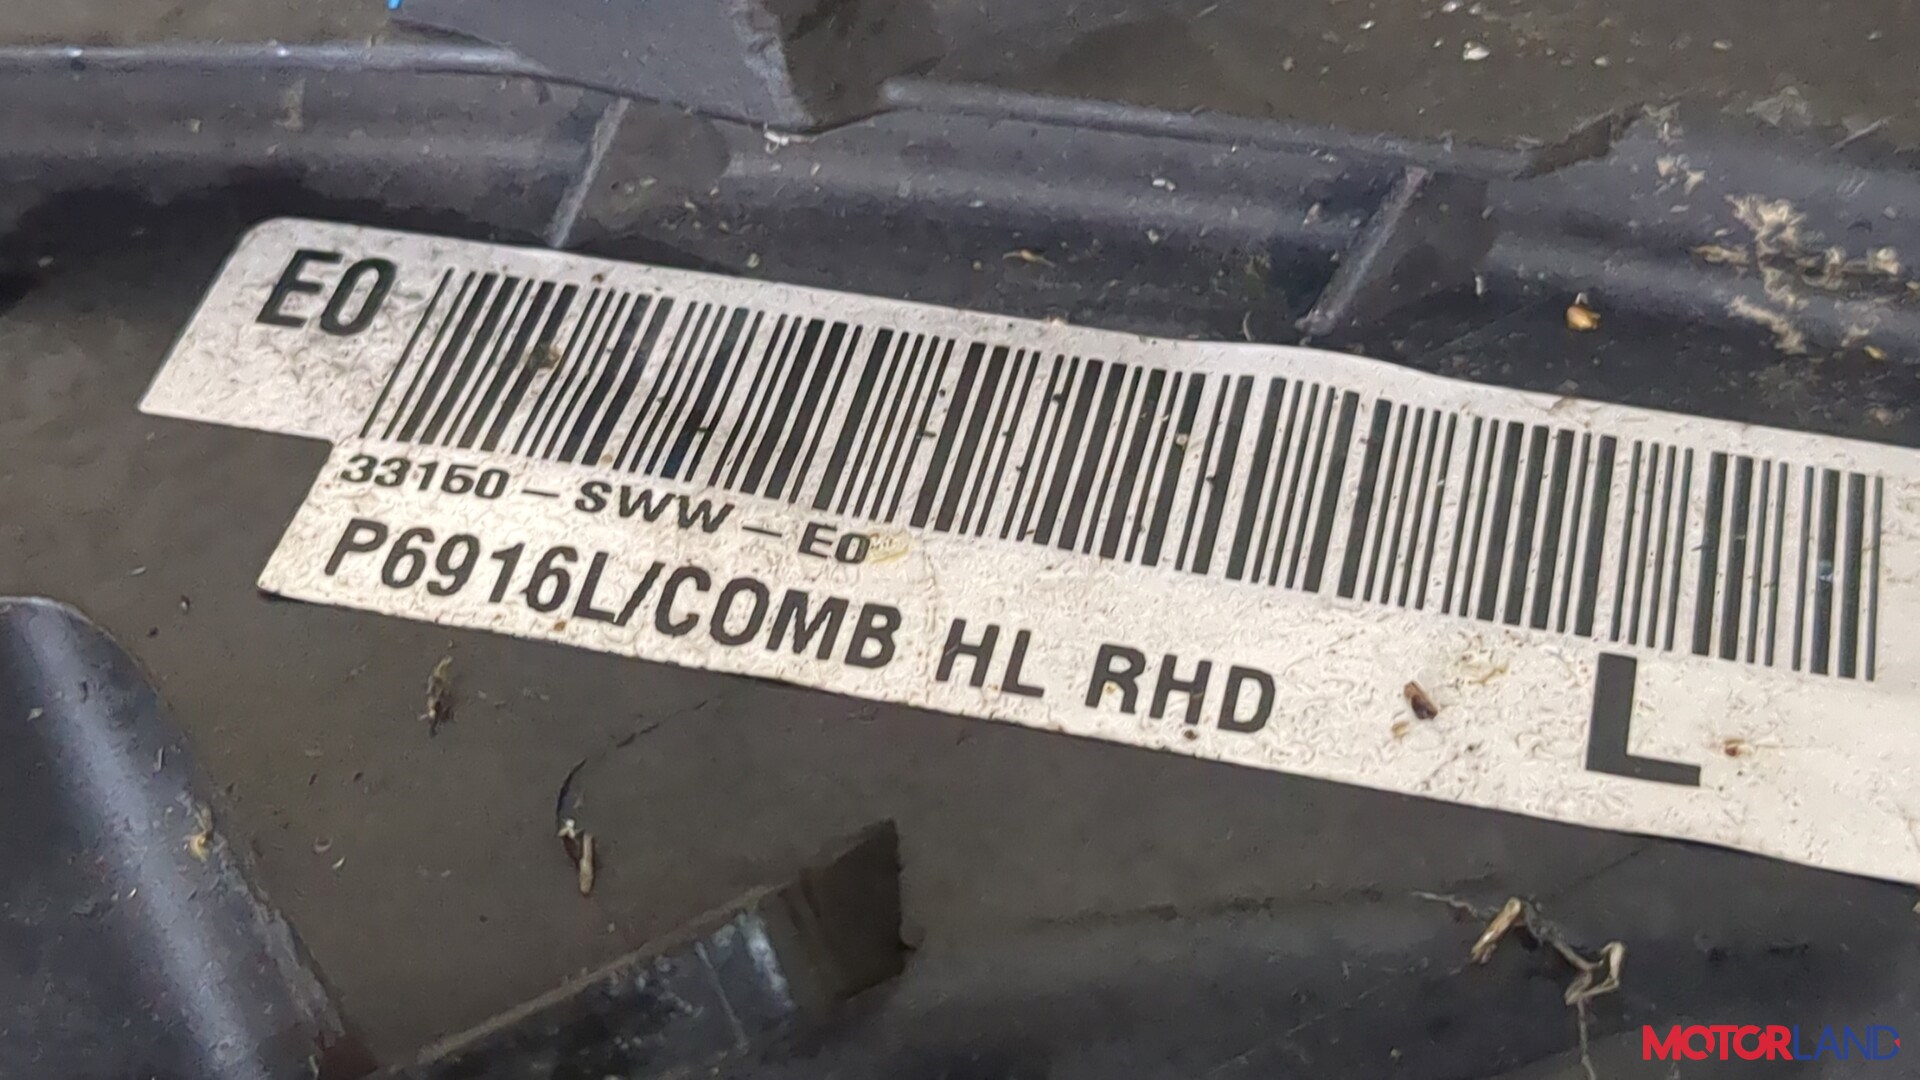 E0
33150-SWW-E0
P6916L/COMB HL RHD
L
MOTORLAND